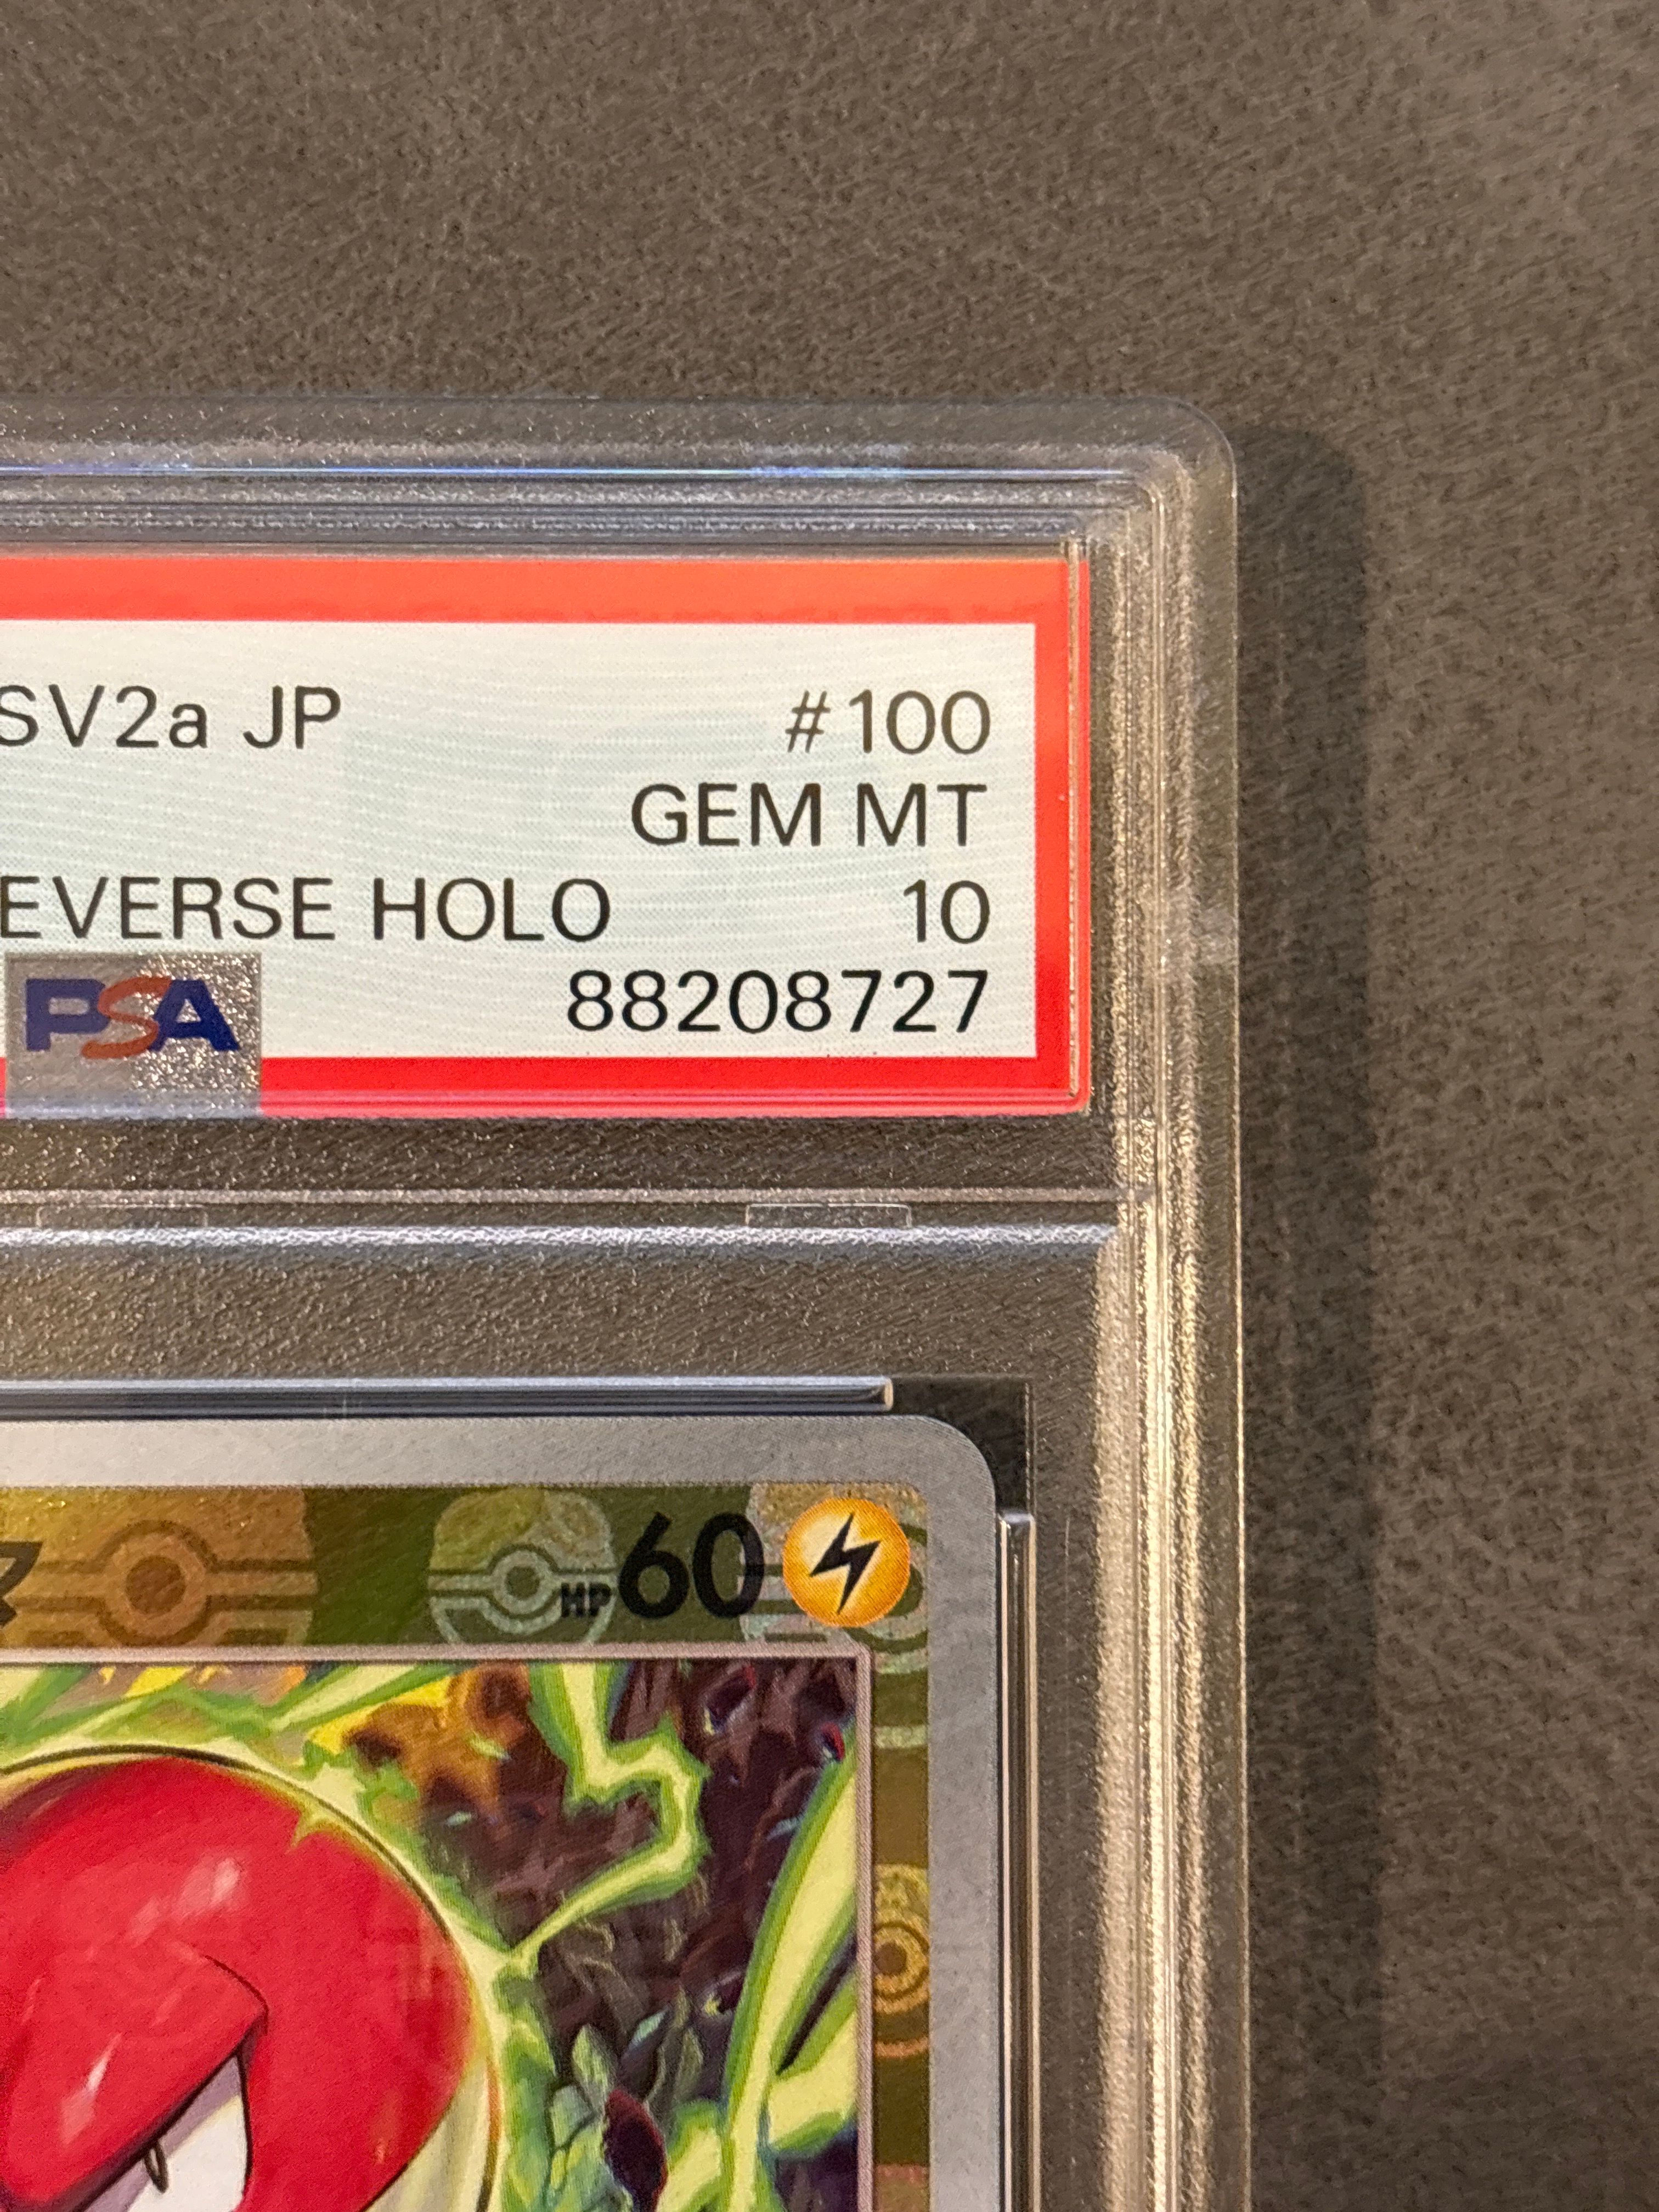 SV2a JP #100
GEM MT
EVERSE HOLO 10
PSA 88208727
HP60